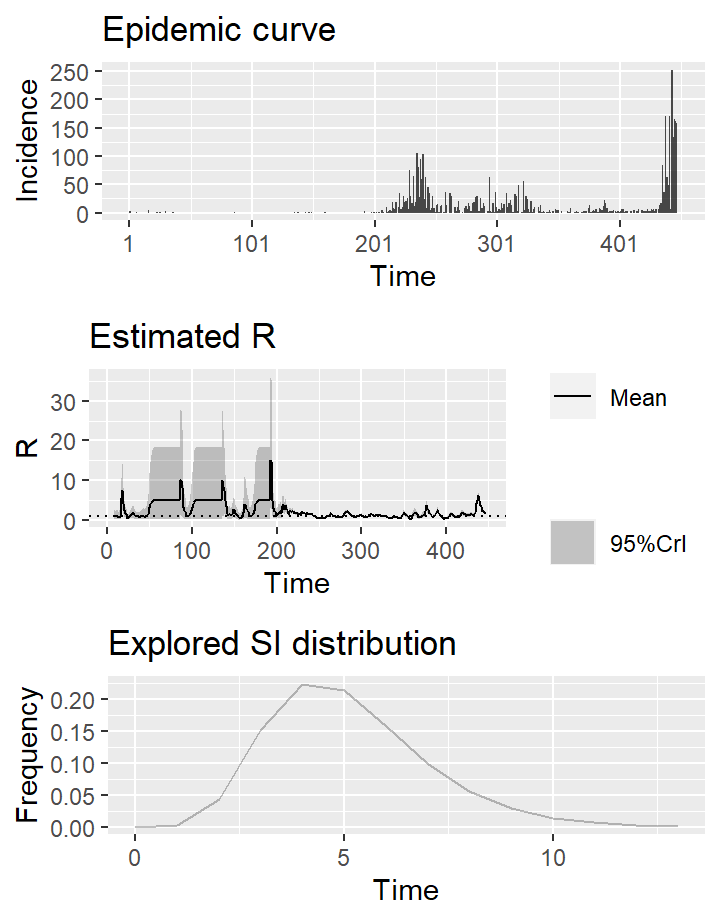 Epidemic curve
Incidence
250
200
150
100
50
0
1 101 201 301 401
Time
Estimated R
R
30
20
10
0
0 100 200 300 400
Time
Mean
95%CrI
Explored SI distribution
Frequency
0.20
0.15
0.10
0.05
0.00
0 5 10
Time